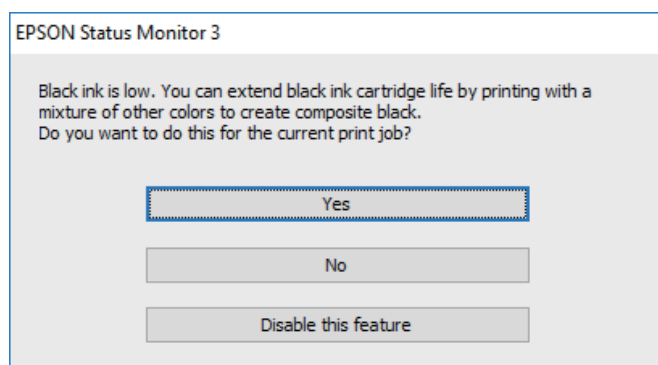 EPSON Status Monitor 3
Black ink is low. You can extend black ink cartridge life by printing with a
mixture of other colors to create composite black.
Do you want to do this for the current print job?
Yes
No
Disable this feature